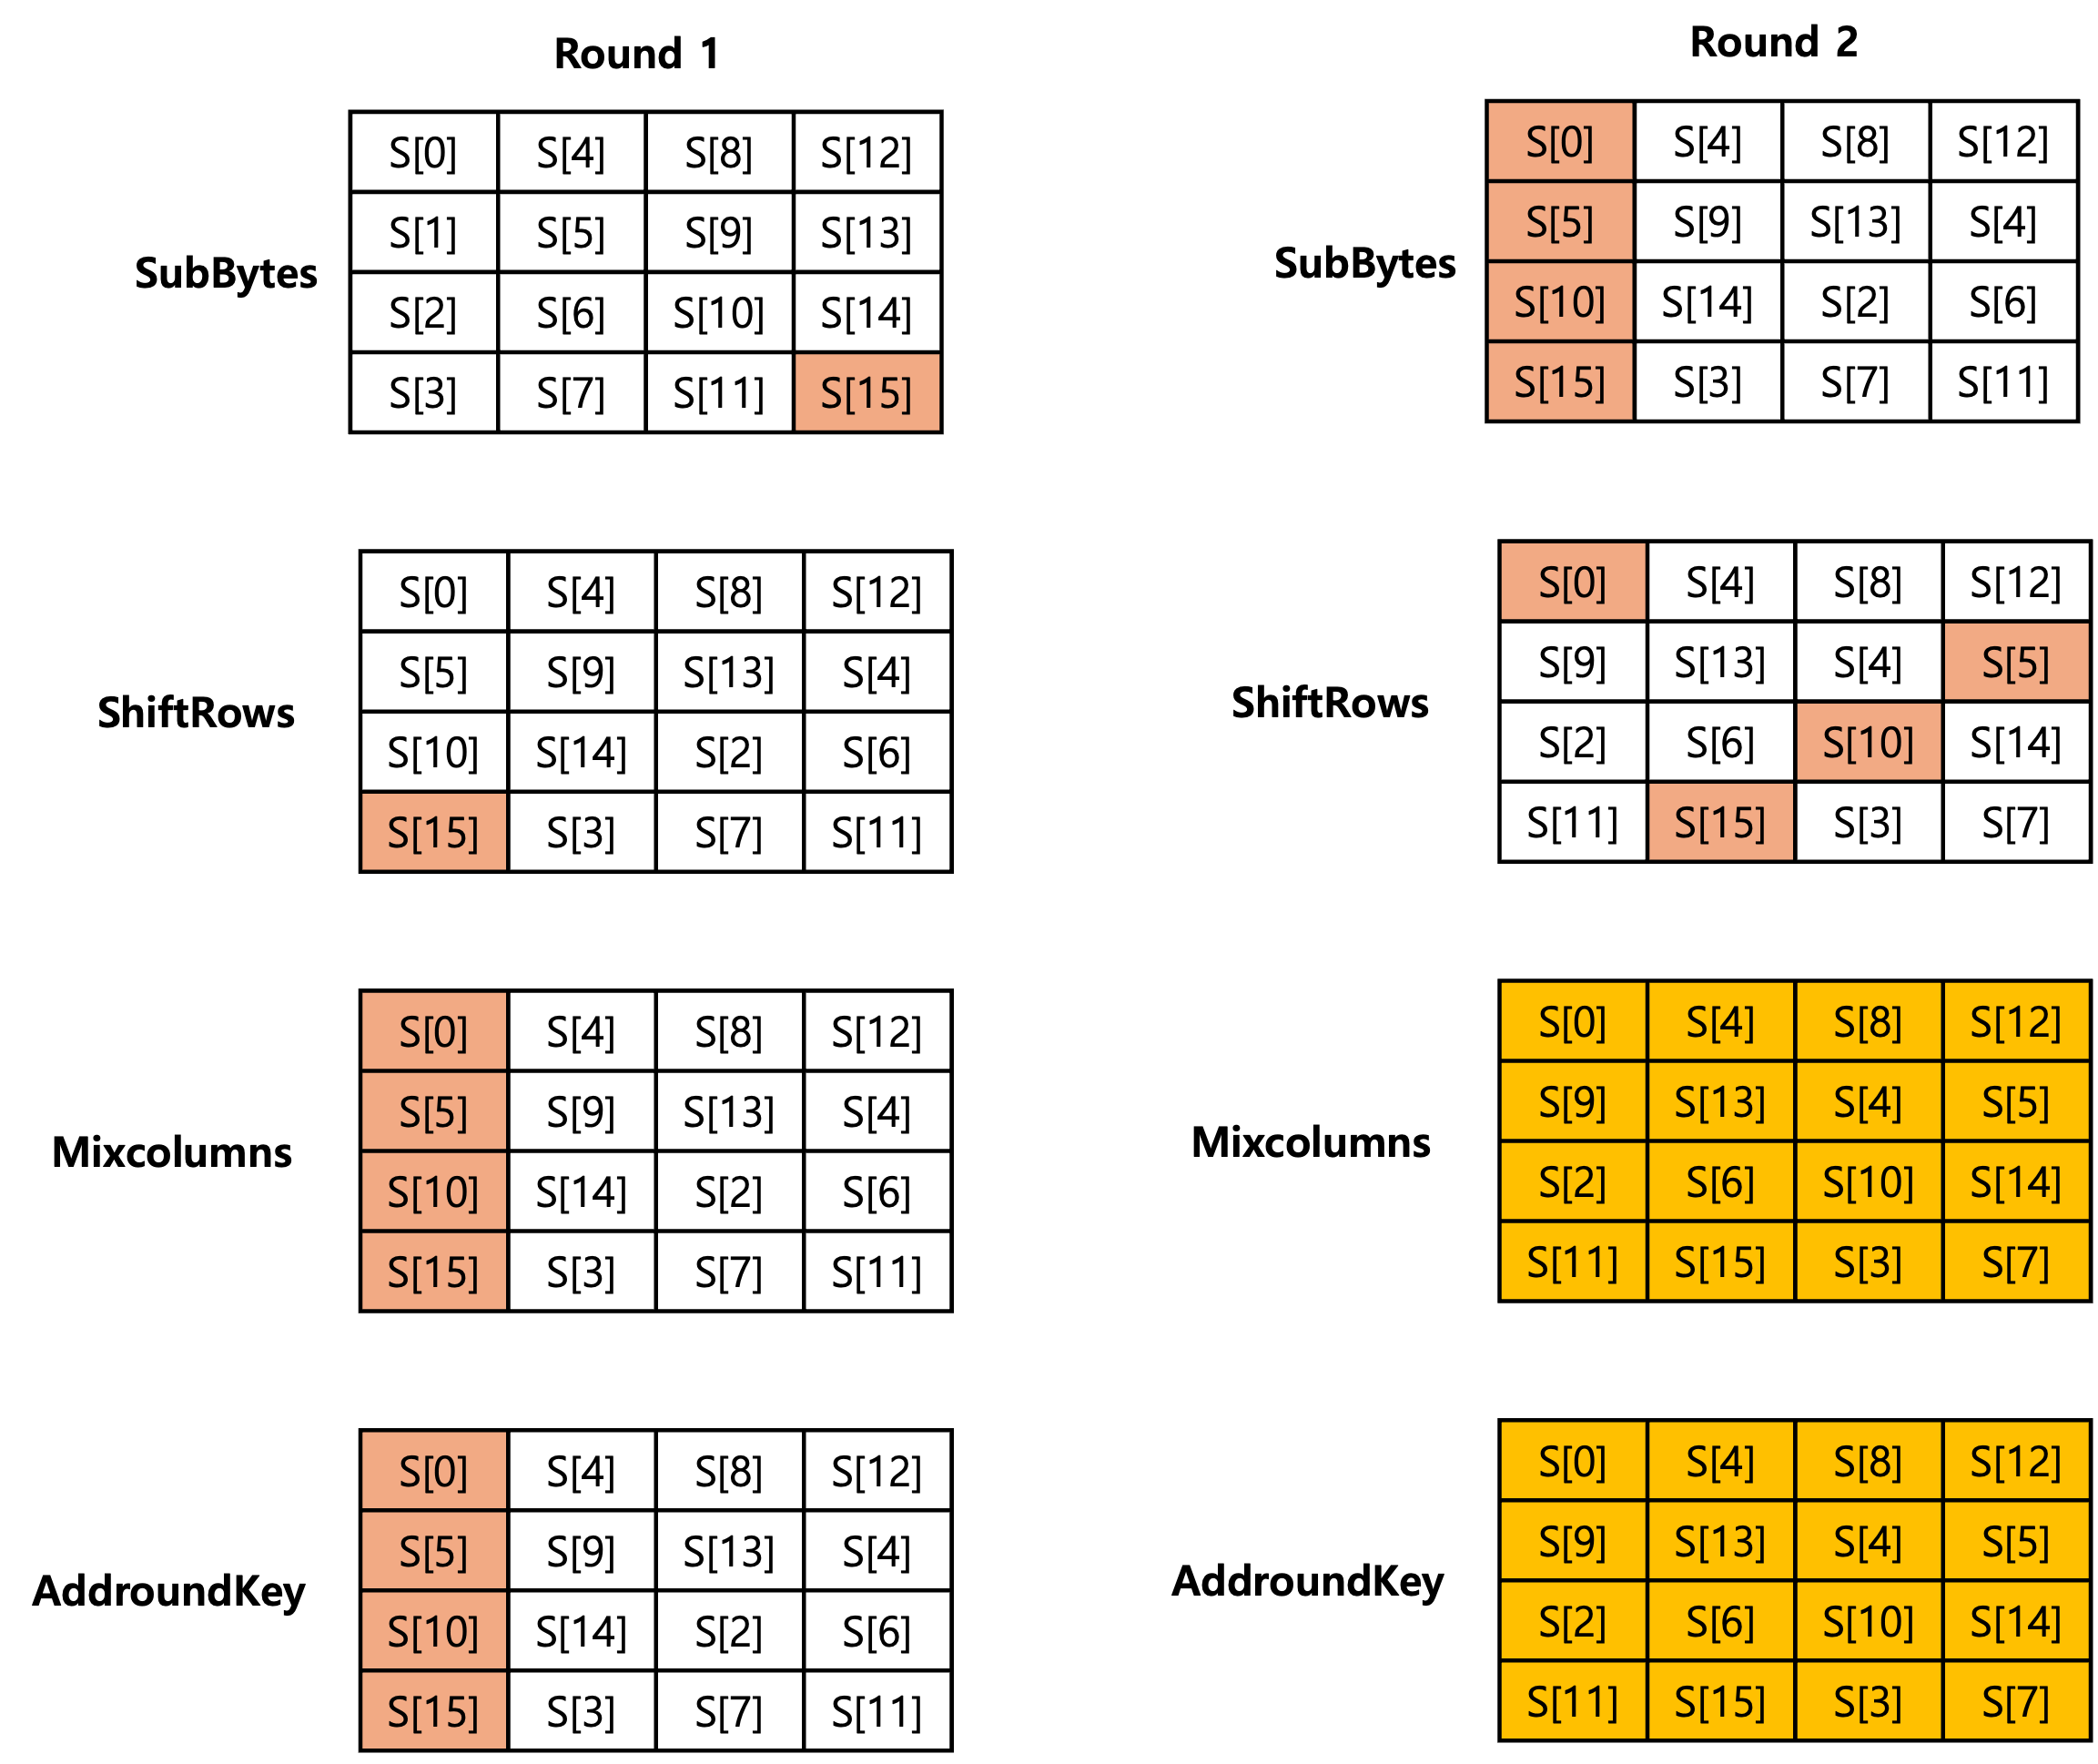 Round 1
SubBytes
S[0] S[4] S[8] S[12]
S[1] S[5] S[9] S[13]
S[2] S[6] S[10] S[14]
S[3] S[7] S[11] S[15]
ShiftRows
S[0] S[4] S[8] S[12]
S[5] S[9] S[13] S[4]
S[10] S[14] S[2] S[6]
S[15] S[3] S[7] S[11]
Mixcolumns
S[0] S[4] S[8] S[12]
S[5] S[9] S[13] S[4]
S[10] S[14] S[2] S[6]
S[15] S[3] S[7] S[11]
AddroundKey
S[0] S[4] S[8] S[12]
S[5] S[9] S[13] S[4]
S[10] S[14] S[2] S[6]
S[15] S[3] S[7] S[11]
Round 2
SubBytes
S[0] S[4] S[8] S[12]
S[5] S[9] S[13] S[4]
S[10] S[14] S[2] S[6]
S[15] S[3] S[7] S[11]
ShiftRows
S[0] S[4] S[8] S[12]
S[9] S[13] S[4] S[5]
S[2] S[6] S[10] S[14]
S[11] S[15] S[3] S[7]
Mixcolumns
S[0] S[4] S[8] S[12]
S[9] S[13] S[4] S[5]
S[2] S[6] S[10] S[14]
S[11] S[15] S[3] S[7]
AddroundKey
S[0] S[4] S[8] S[12]
S[9] S[13] S[4] S[5]
S[2] S[6] S[10] S[14]
S[11] S[15] S[3] S[7]